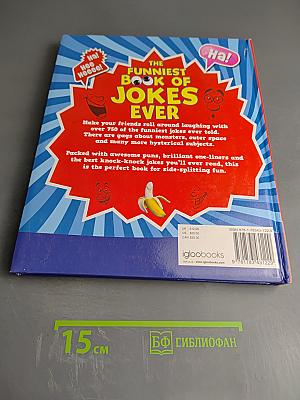 Ha!
Hoo
Hoooo!
Ha!
THE
FUNNIEST
BOOK OF
JOKES
EVER
Make your friends roll around laughing with
over 750 of the funniest jokes ever told.
There are gags about monsters, outer space
and many more hysterical subjects.
Packed with awesome puns, brilliant one-liners and
the best knock-knock jokes you'll ever read, this
is the perfect book for side-splitting fun.
igloobooks
15 см
БФ БИБЛИОФАН